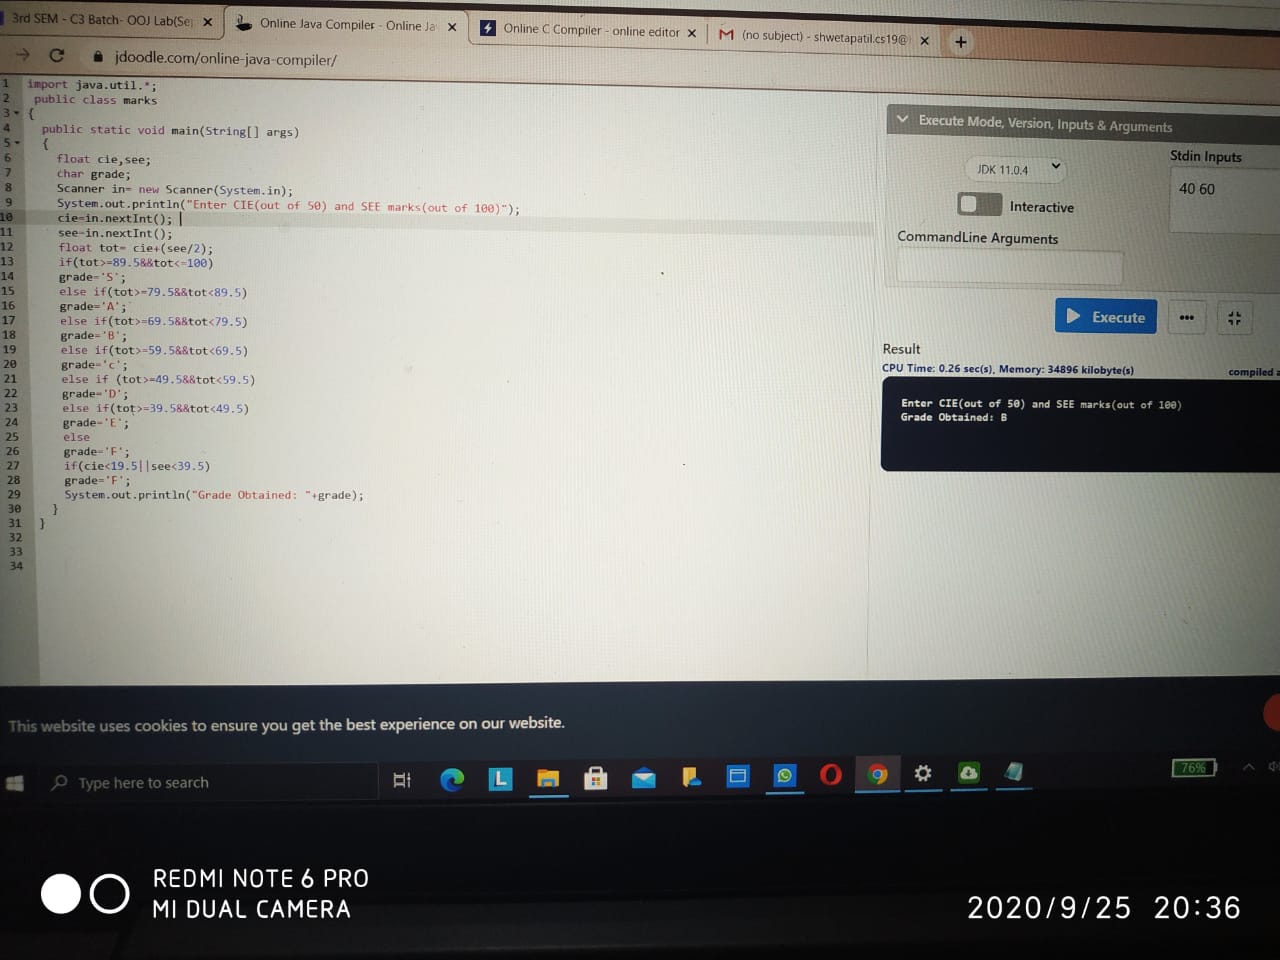 3rd SEM - C3 Batch- OOJ Lab(Se
Online Java Compiler - Online Ja
Online C Compiler - online editor
(no subject) - shwetapatil.cs19@
jdoodle.com/online-java-compiler/
1 import java.util.*;
2 public class marks
3 {
4 public static void main(String[] args)
5 {
6 float cie,see;
7 char grade;
8 Scanner in= new Scanner(System.in);
9 System.out.println("Enter CIE(out of 50) and SEE marks(out of 100)");
10 cie=in.nextInt();
11 see=in.nextInt();
12 float tot= cie+(see/2);
13 if(tot>=89.5&&tot<=100)
14 grade='S';
15 else if(tot>=79.5&&tot<89.5)
16 grade='A';
17 else if(tot>=69.5&&tot<79.5)
18 grade='B';
19 else if(tot>=59.5&&tot<69.5)
20 grade='c';
21 else if (tot>=49.5&&tot<59.5)
22 grade='D';
23 else if(tot>=39.5&&tot<49.5)
24 grade='E';
25 else
26 grade='F';
27 if(cie<19.5||see<39.5)
28 grade='F';
29 System.out.println("Grade Obtained: "+grade);
30 }
31 }
32
33
34
Execute Mode, Version, Inputs & Arguments
JDK 11.0.4
Stdin Inputs
40 60
Interactive
CommandLine Arguments
Execute
Result
CPU Time: 0.26 sec(s), Memory: 34896 kilobyte(s)
compiled
Enter CIE(out of 50) and SEE marks(out of 100)
Grade Obtained: B
This website uses cookies to ensure you get the best experience on our website.
Type here to search
L
76%
REDMI NOTE 6 PRO
MI DUAL CAMERA
2020/9/25 20:36